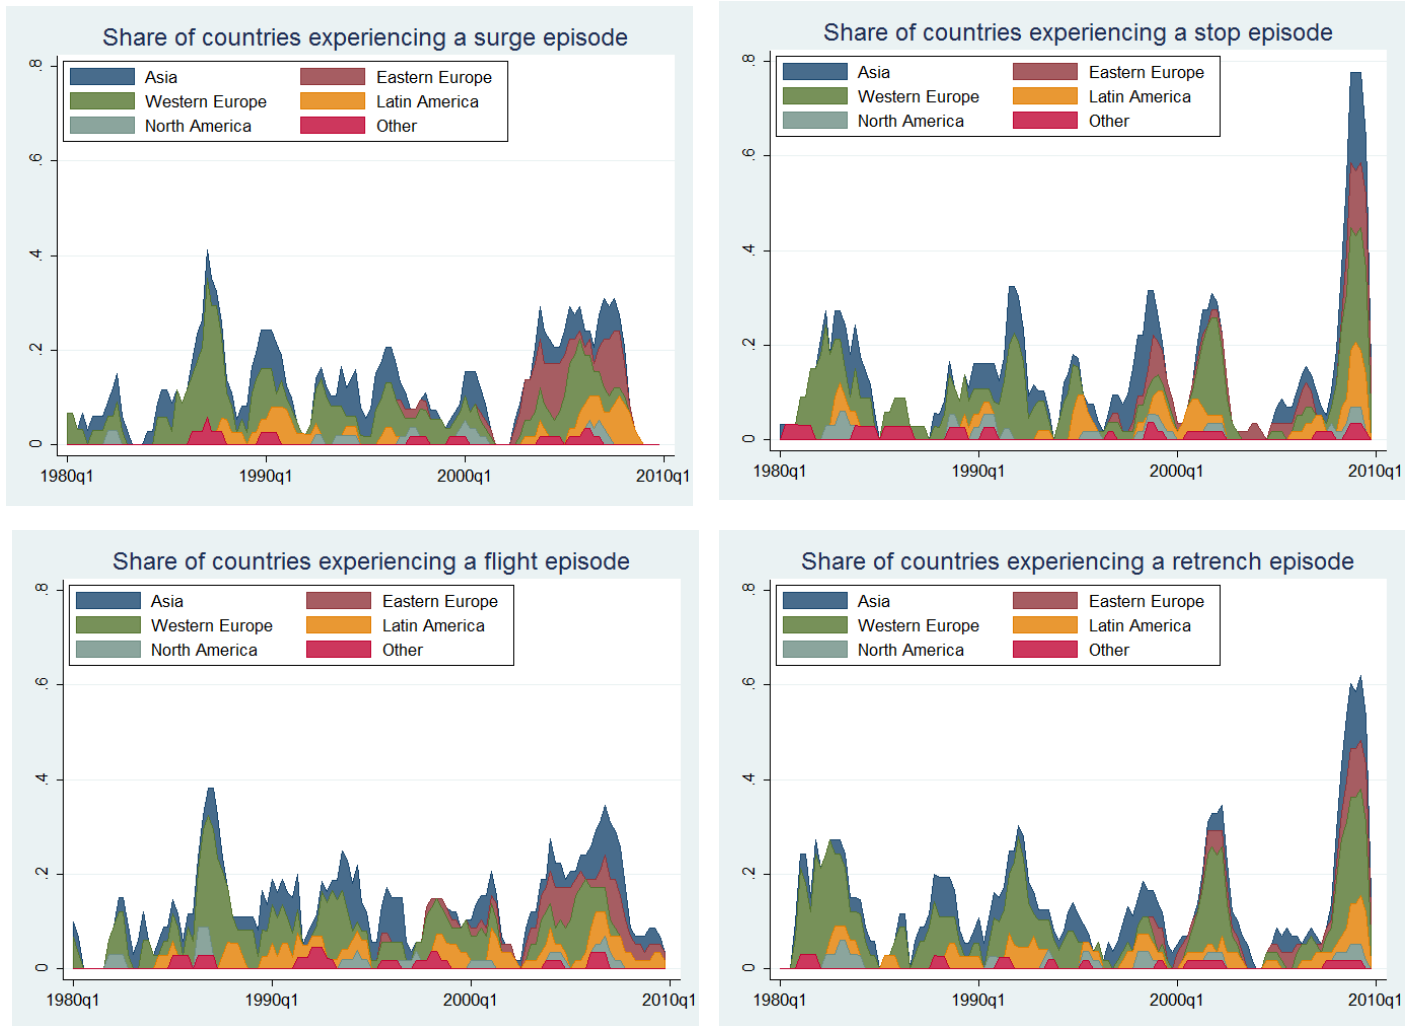 Share of countries experiencing a surge episode
.8
.6
.4
.2
0
Asia
Eastern Europe
Western Europe
Latin America
North America
Other
1980q1
1990q1
2000q1
2010q1
Share of countries experiencing a stop episode
.8
.6
.4
.2
0
Asia
Eastern Europe
Western Europe
Latin America
North America
Other
1980q1
1990q1
2000q1
2010q1
Share of countries experiencing a flight episode
.8
.6
.4
.2
0
Asia
Eastern Europe
Western Europe
Latin America
North America
Other
1980q1
1990q1
2000q1
2010q1
Share of countries experiencing a retrench episode
.8
.6
.4
.2
0
Asia
Eastern Europe
Western Europe
Latin America
North America
Other
1980q1
1990q1
2000q1
2010q1